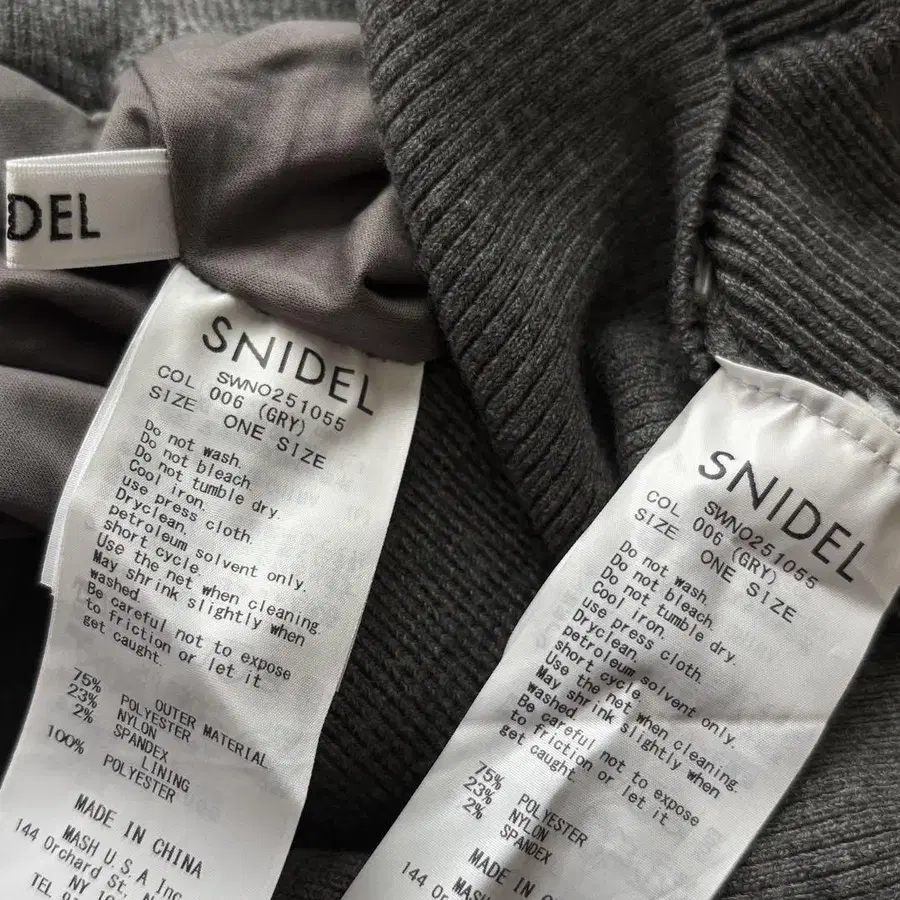 DEL
SNIDEL
SWNO251055
COL 006 (GRY)
SIZE ONE SIZE
Do not wash.
Do not bleach.
Do not tumble dry.
Cool iron.
use press cloth.
Dryclean.
petroleum solvent only.
short cycle.
Use the net when cleaning.
May shrink slightly when
washed.
Be careful not to expose
to friction or let it
get caught.
OUTER MATERIAL
75% POLYESTER
23% NYLON
2% SPANDEX
LINING
100% POLYESTER
MADE IN CHINA
MASH U.S.A Inc
144 Orchard St,
NY
TEL
SNIDEL
SWNO251055
COL 006 (GRY)
SIZE ONE SIZE
Do not wash.
Do not bleach.
Do not tumble dry.
Cool iron.
use press cloth.
Dryclean.
petroleum solvent only.
short cycle.
Use the net when cleaning.
May shrink slightly when
washed.
Be careful not to expose
to friction or let it
get caught.
75% POLYESTER
23% NYLON
2% SPANDEX
MADE IN CHINA
MASH
144